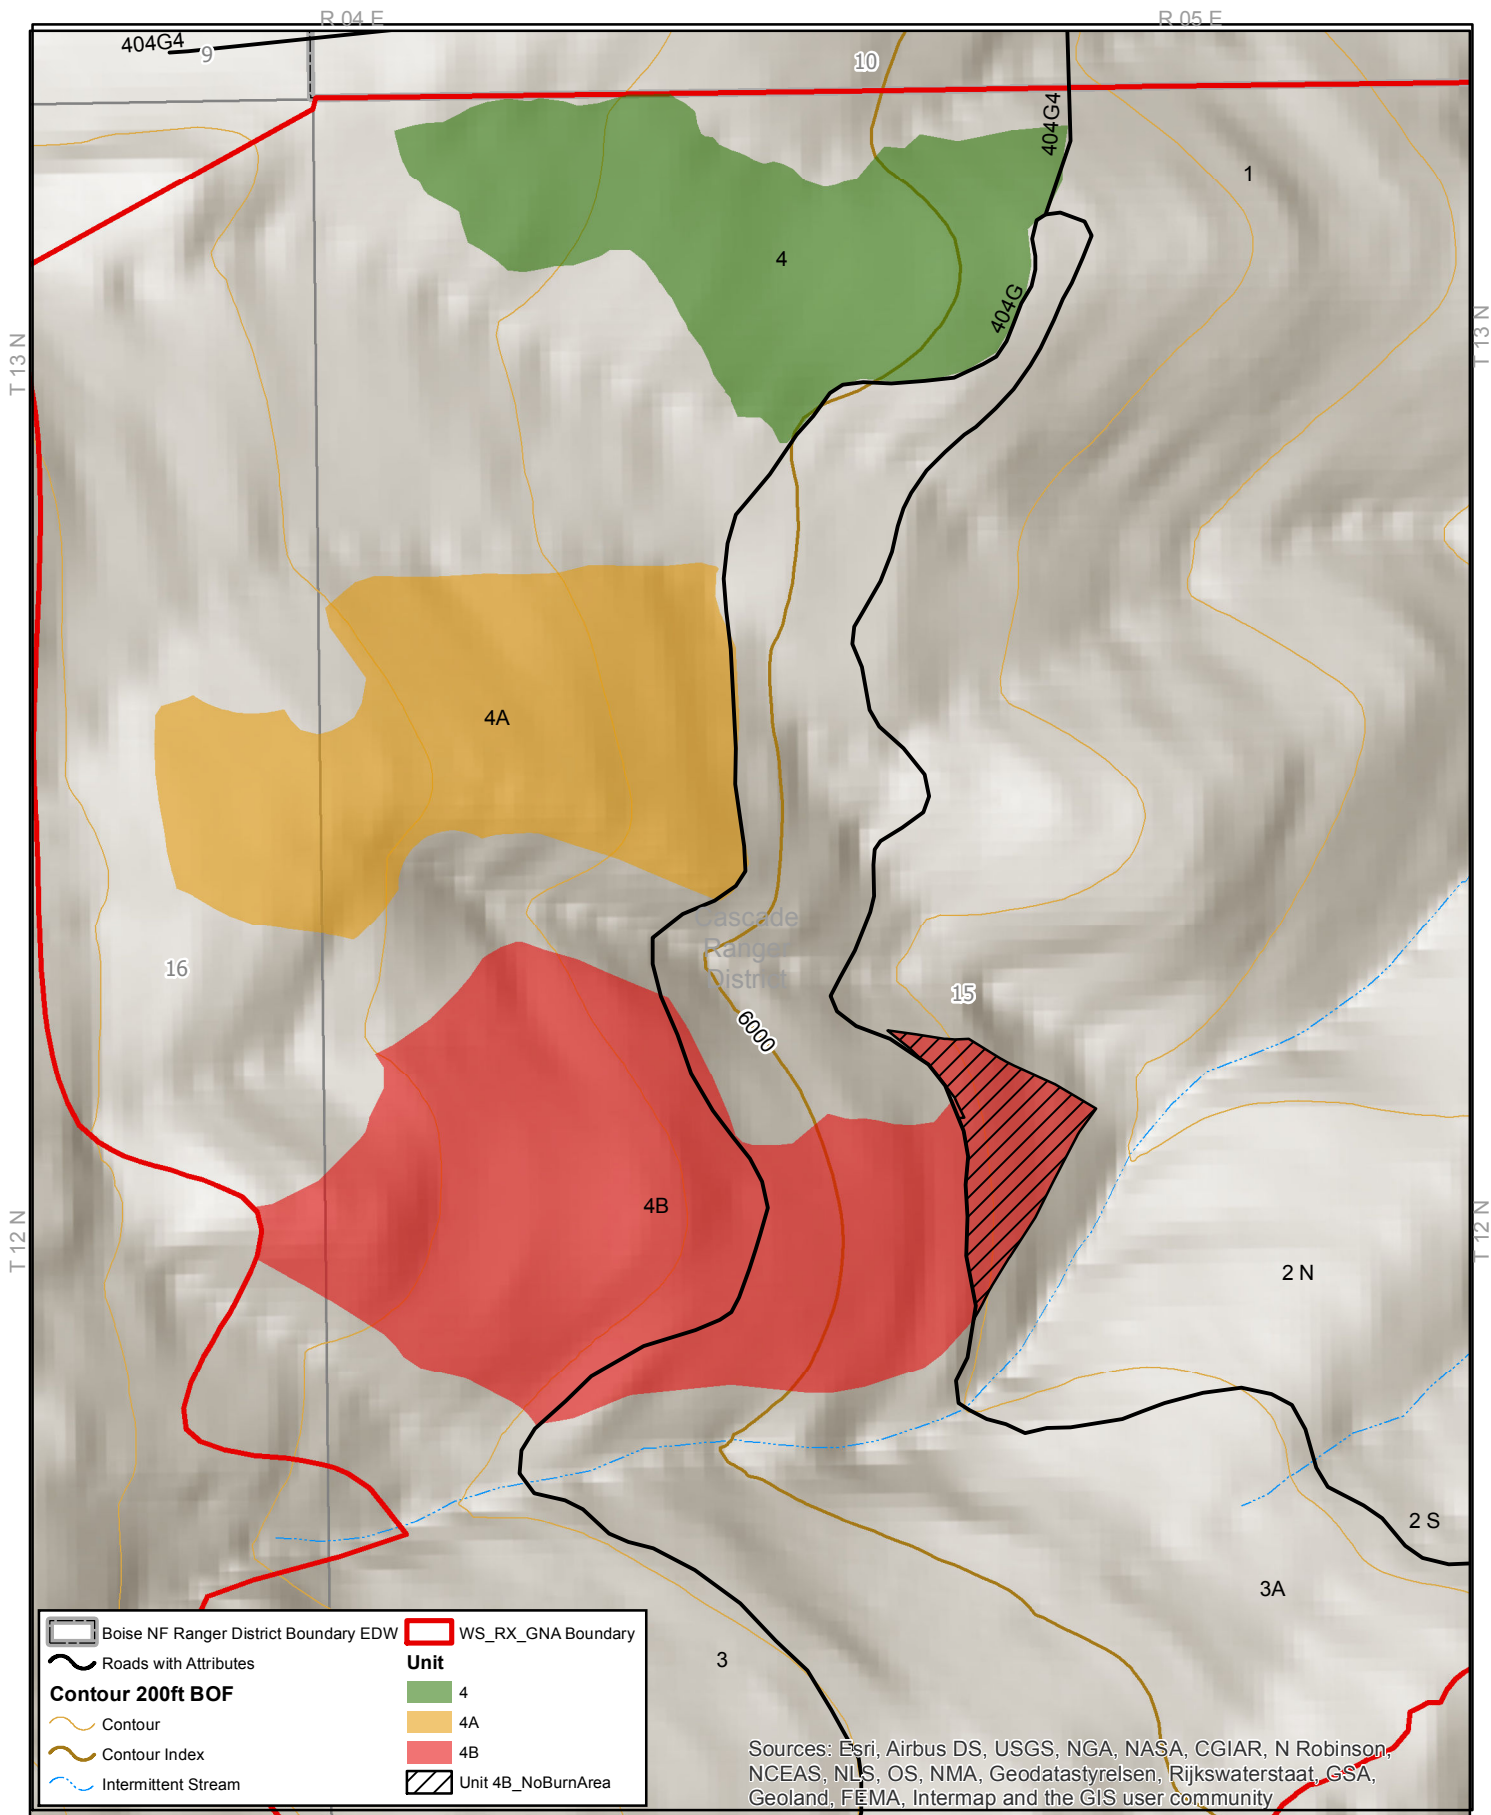 R 04 E
R 05 E
404G4
9
10
404G4
1
4
404G
T 13 N
T 13 N
4A
Cascade
Ranger
District
16
15
6000
4B
T 12 N
T 12 N
2 N
2 S
3A
3
Boise NF Ranger District Boundary EDW
Roads with Attributes
Contour 200ft BOF
Contour
Contour Index
Intermittent Stream
WS_RX_GNA Boundary
Unit
4
4A
4B
Unit 4B_NoBurnArea
Sources: Esri, Airbus DS, USGS, NGA, NASA, CGIAR, N Robinson,
NCEAS, NLS, OS, NMA, Geodatastyrelsen, Rijkswaterstaat, GSA,
Geoland, FEMA, Intermap and the GIS user community